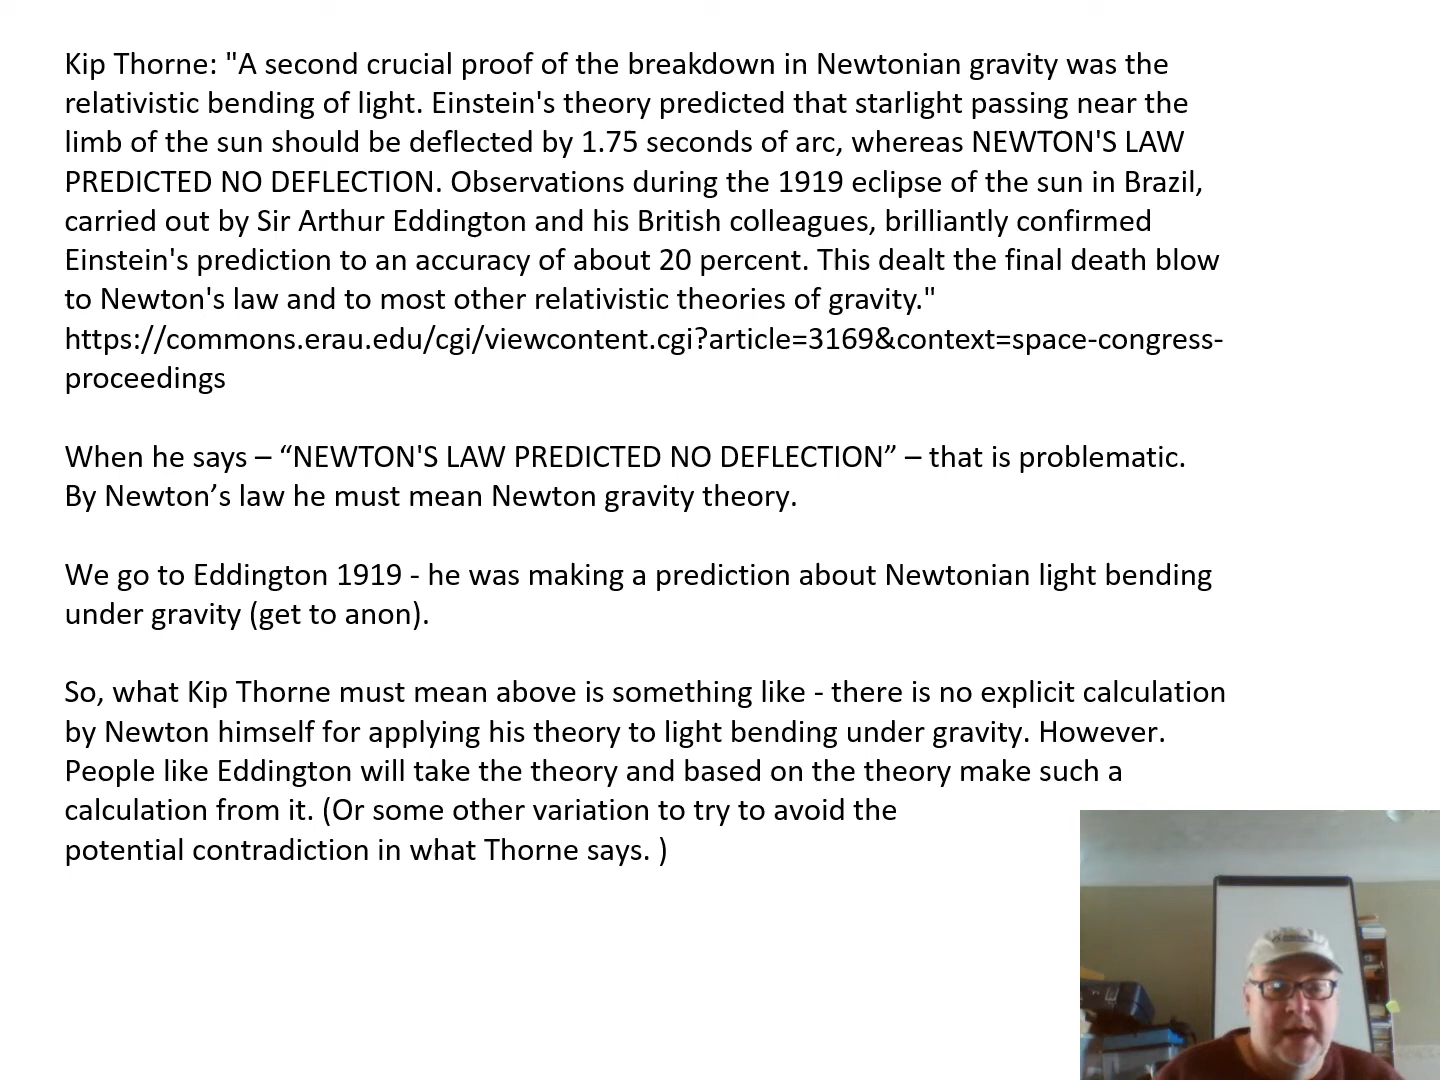 Kip Thorne: "A second crucial proof of the breakdown in Newtonian gravity was the
relativistic bending of light. Einstein's theory predicted that starlight passing near the
limb of the sun should be deflected by 1.75 seconds of arc, whereas NEWTON'S LAW
PREDICTED NO DEFLECTION. Observations during the 1919 eclipse of the sun in Brazil,
carried out by Sir Arthur Eddington and his British colleagues, brilliantly confirmed
Einstein's prediction to an accuracy of about 20 percent. This dealt the final death blow
to Newton's law and to most other relativistic theories of gravity."
https://commons.erau.edu/cgi/viewcontent.cgi?article=3169&context=space-congress-
proceedings
When he says – “NEWTON'S LAW PREDICTED NO DEFLECTION” – that is problematic.
By Newton’s law he must mean Newton gravity theory.
We go to Eddington 1919 - he was making a prediction about Newtonian light bending
under gravity (get to anon).
So, what Kip Thorne must mean above is something like - there is no explicit calculation
by Newton himself for applying his theory to light bending under gravity. However.
People like Eddington will take the theory and based on the theory make such a
calculation from it. (Or some other variation to try to avoid the
potential contradiction in what Thorne says. )